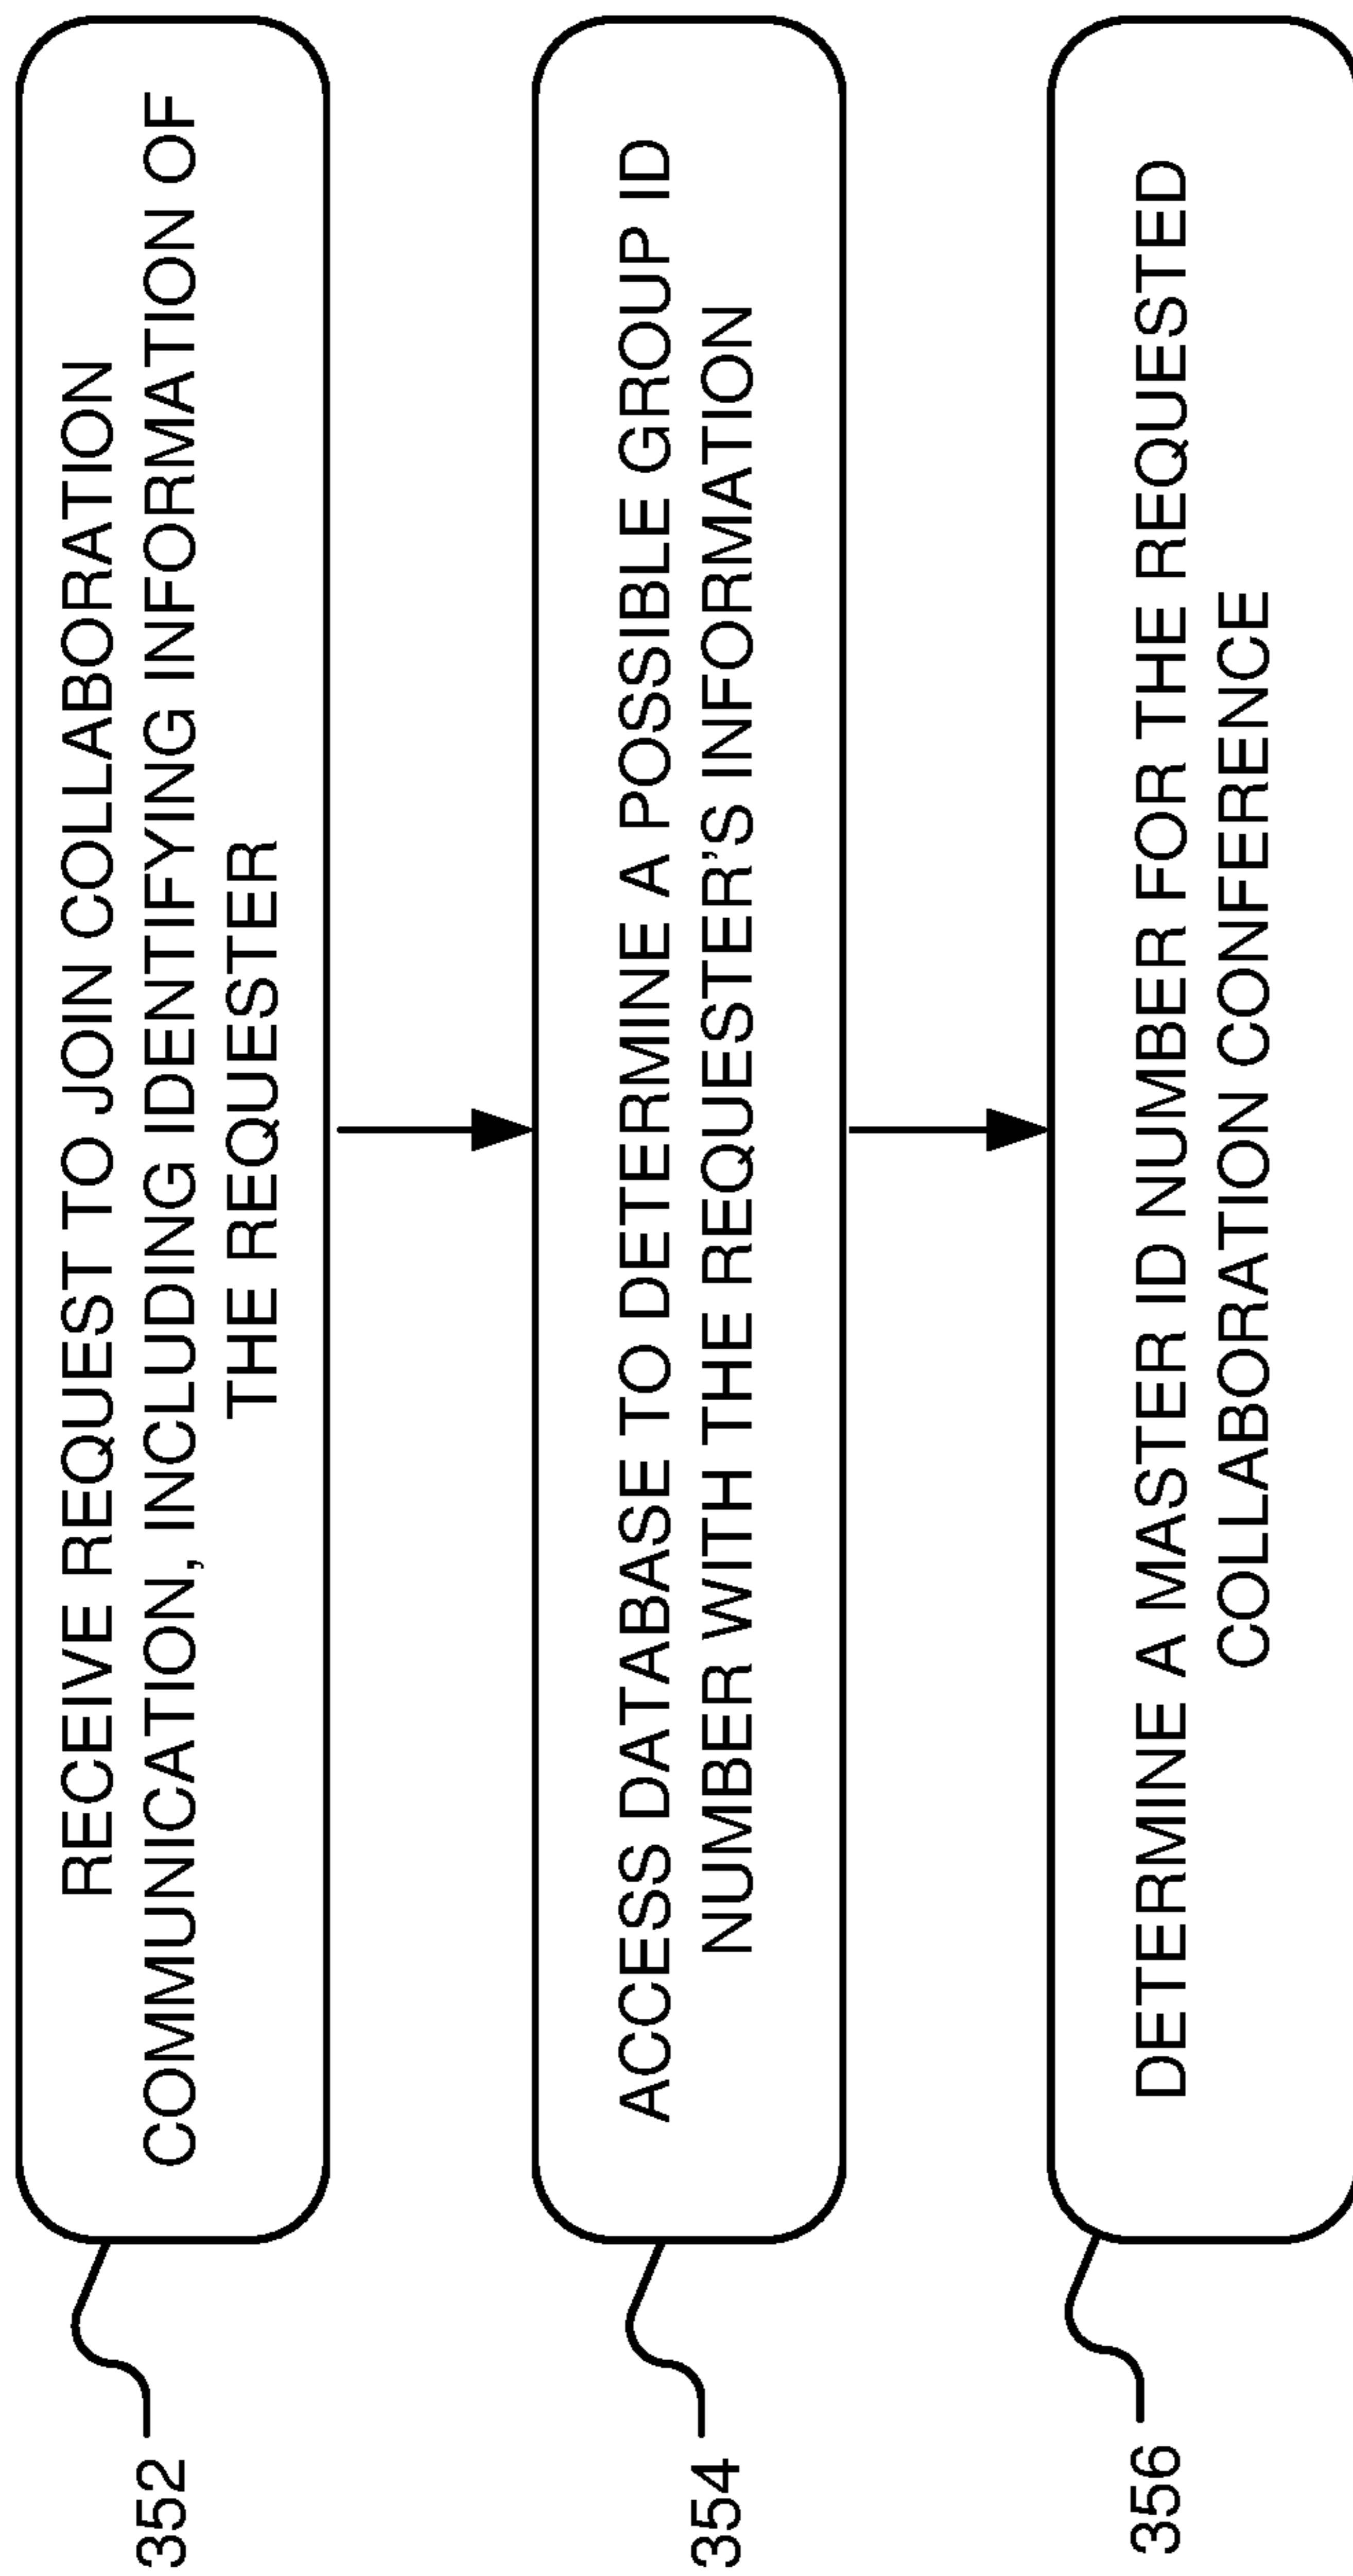 RECEIVE REQUEST TO JOIN COLLABORATION
COMMUNICATION, INCLUDING IDENTIFYING INFORMATION OF
THE REQUESTER
352
ACCESS DATABASE TO DETERMINE A POSSIBLE GROUP ID
NUMBER WITH THE REQUESTER'S INFORMATION
354
DETERMINE A MASTER ID NUMBER FOR THE REQUESTED
COLLABORATION CONFERENCE
356